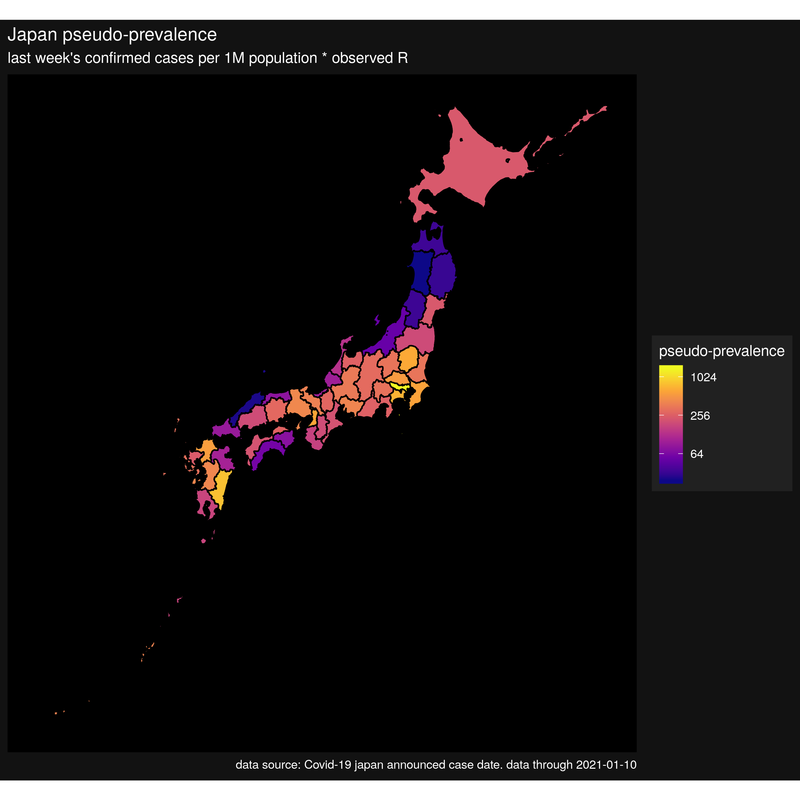 Japan pseudo-prevalence
last week's confirmed cases per 1M population * observed R
pseudo-prevalence
1024
256
64
data source: Covid-19 japan announced case date. data through 2021-01-10